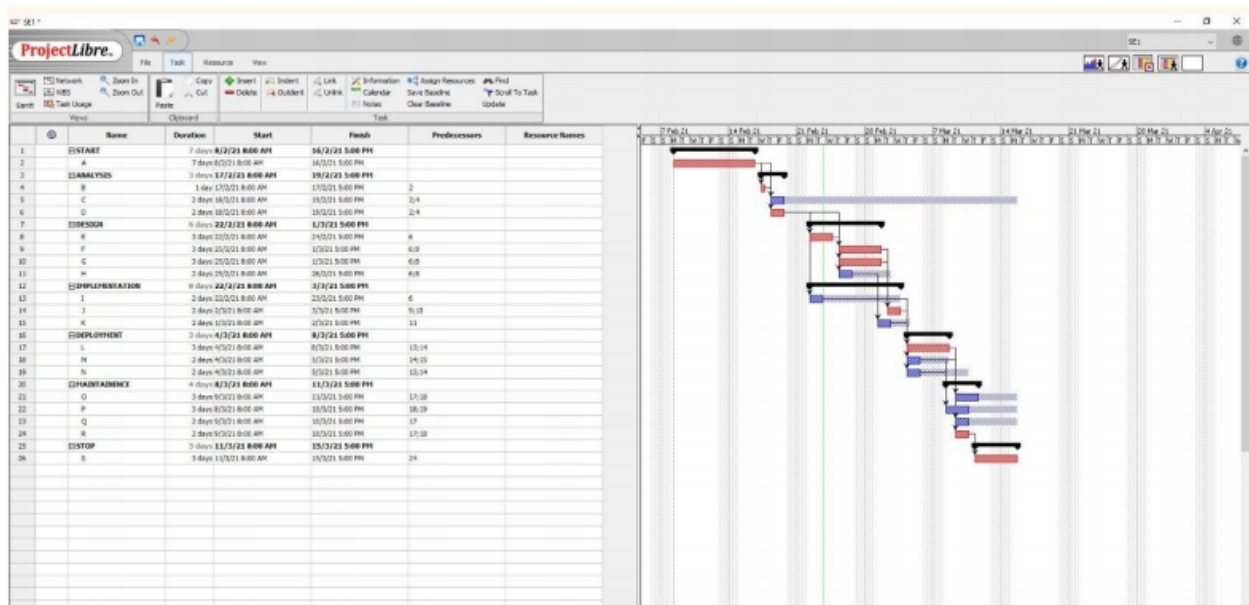 SE1 *
ProjectLibre
SE1
File Task Resource View
Network Zoom In Copy Insert Indent Link Information Assign Resources Find
WBS Zoom Out Cut Delete Outdent Unlink Calendar Save Baseline Scroll To Task
Gantt Task Usage Paste Notes Clear Baseline Update
Views Clipboard Task
Name Duration Start Finish Predecessors Resource Names
7 Feb 21 14 Feb 21 21 Feb 21 28 Feb 21 7 Mar 21 14 Mar 21 21 Mar 21 28 Mar 21 4 Apr 21
1 START 7 days 8/2/21 8:00 AM 16/2/21 5:00 PM
2 A 7 days 8/2/21 8:00 AM 16/2/21 5:00 PM
3 ANALYSES 3 days 17/2/21 8:00 AM 19/2/21 5:00 PM
4 B 1 day 17/2/21 8:00 AM 17/2/21 5:00 PM 2
5 C 2 days 18/2/21 8:00 AM 19/2/21 5:00 PM 2;4
6 D 2 days 18/2/21 8:00 AM 19/2/21 5:00 PM 2;4
7 DESIGN 6 days 22/2/21 8:00 AM 1/3/21 5:00 PM
8 E 3 days 22/2/21 8:00 AM 24/2/21 5:00 PM 6
9 F 3 days 25/2/21 8:00 AM 1/3/21 5:00 PM 6;8
10 G 3 days 25/2/21 8:00 AM 1/3/21 5:00 PM 6;8
11 H 2 days 25/2/21 8:00 AM 26/2/21 5:00 PM 6;8
12 IMPLEMENTATION 8 days 22/2/21 8:00 AM 3/3/21 5:00 PM
13 I 2 days 22/2/21 8:00 AM 23/2/21 5:00 PM 6
14 J 2 days 2/3/21 8:00 AM 3/3/21 5:00 PM 9;10
15 K 2 days 1/3/21 8:00 AM 2/3/21 5:00 PM 11
16 DEPLOYMENT 3 days 4/3/21 8:00 AM 8/3/21 5:00 PM
17 L 3 days 4/3/21 8:00 AM 8/3/21 5:00 PM 13;14
18 M 2 days 4/3/21 8:00 AM 5/3/21 5:00 PM 14;15
19 N 2 days 4/3/21 8:00 AM 5/3/21 5:00 PM 13;14
20 MAINTAINENCE 4 days 8/3/21 8:00 AM 11/3/21 5:00 PM
21 O 3 days 9/3/21 8:00 AM 11/3/21 5:00 PM 17;18
22 P 3 days 8/3/21 8:00 AM 10/3/21 5:00 PM 18;19
23 Q 2 days 9/3/21 8:00 AM 10/3/21 5:00 PM 17
24 R 2 days 9/3/21 8:00 AM 10/3/21 5:00 PM 17;18
25 STOP 3 days 11/3/21 8:00 AM 15/3/21 5:00 PM
26 S 3 days 11/3/21 8:00 AM 15/3/21 5:00 PM 24